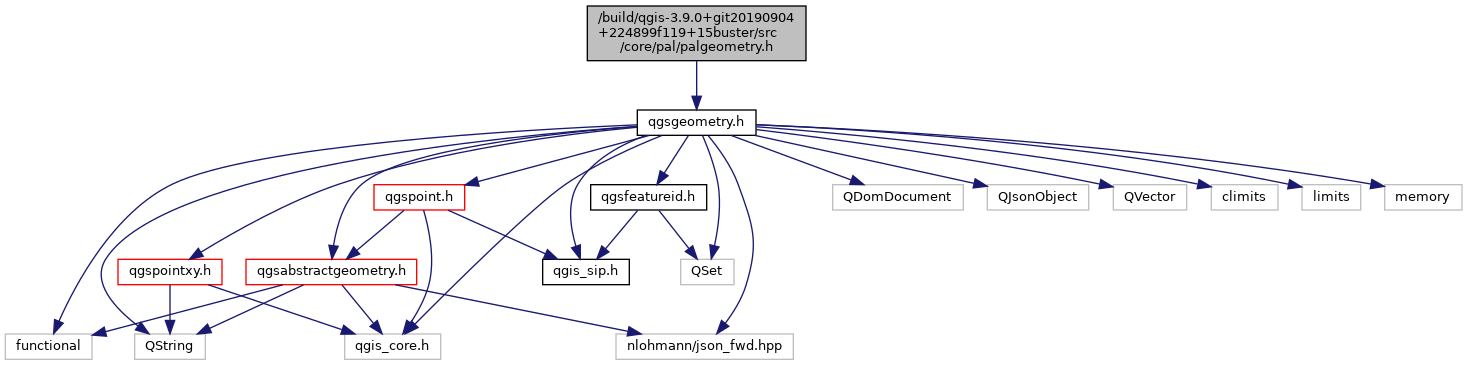 /build/qgis-3.9.0+git20190904
+224899f119+15buster/src
/core/pal/palgeometry.h
qgsgeometry.h
qgspoint.h
qgsfeatureid.h
QDomDocument
QJsonObject
QVector
climits
limits
memory
qgspointxy.h
qgsabstractgeometry.h
qgis_sip.h
QSet
functional
QString
qgis_core.h
nlohmann/json_fwd.hpp